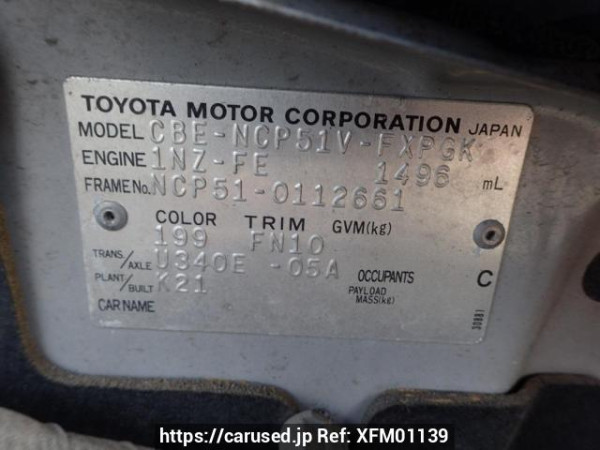 TOYOTA MOTOR CORPORATION JAPAN
MODEL CBE-NCP51V-FXPGK
ENGINE 1NZ-FE 1496 mL
FRAME No. NCP51-0112661
COLOR TRIM GVM(kg)
199 FN10
TRANS/AXLE U340E -05A OCCUPANTS C
PLANT/BUILT K21 PAYLOAD MASS(kg)
CAR NAME
30881
https://carused.jp Ref: XFM01139